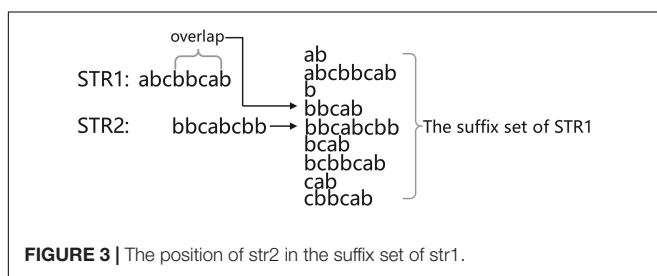 overlap
STR1: abcbbcab
STR2: bbcabcbb
ab
abcbbcab
b
bbcab
bbcabcbb
bcab
bcbbcab
cab
cbbcab
The suffix set of STR1
FIGURE 3 | The position of str2 in the suffix set of str1.